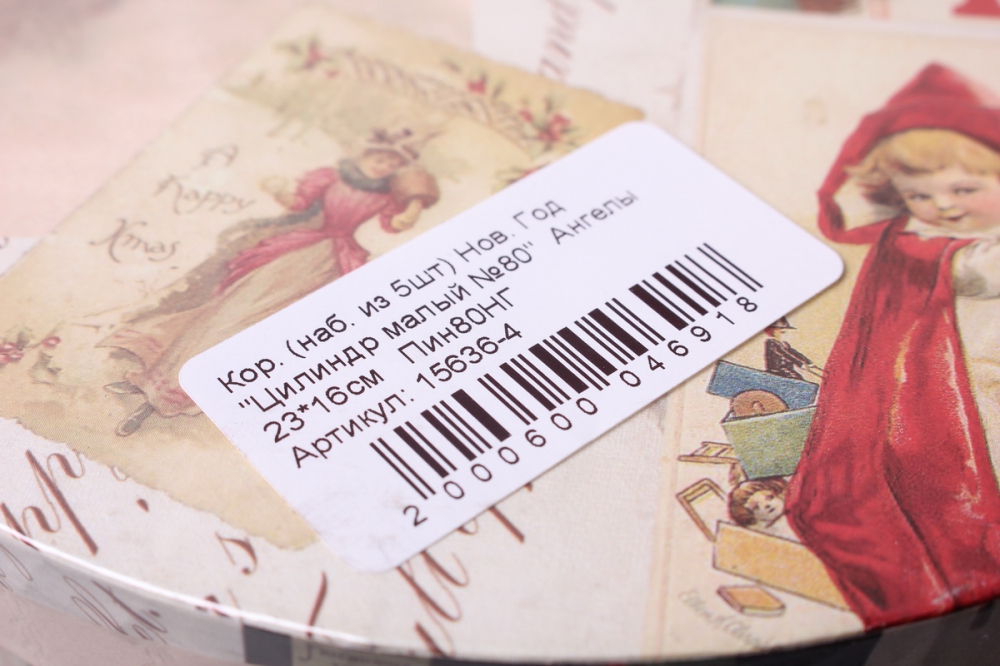 A
Happy
Xmas
Кор. (наб. из 5шт) Нов. Год
"Цилиндр малый №80" Ангелы
23*16см Пин80НГ
Артикул: 15636-4
2 000600 046918